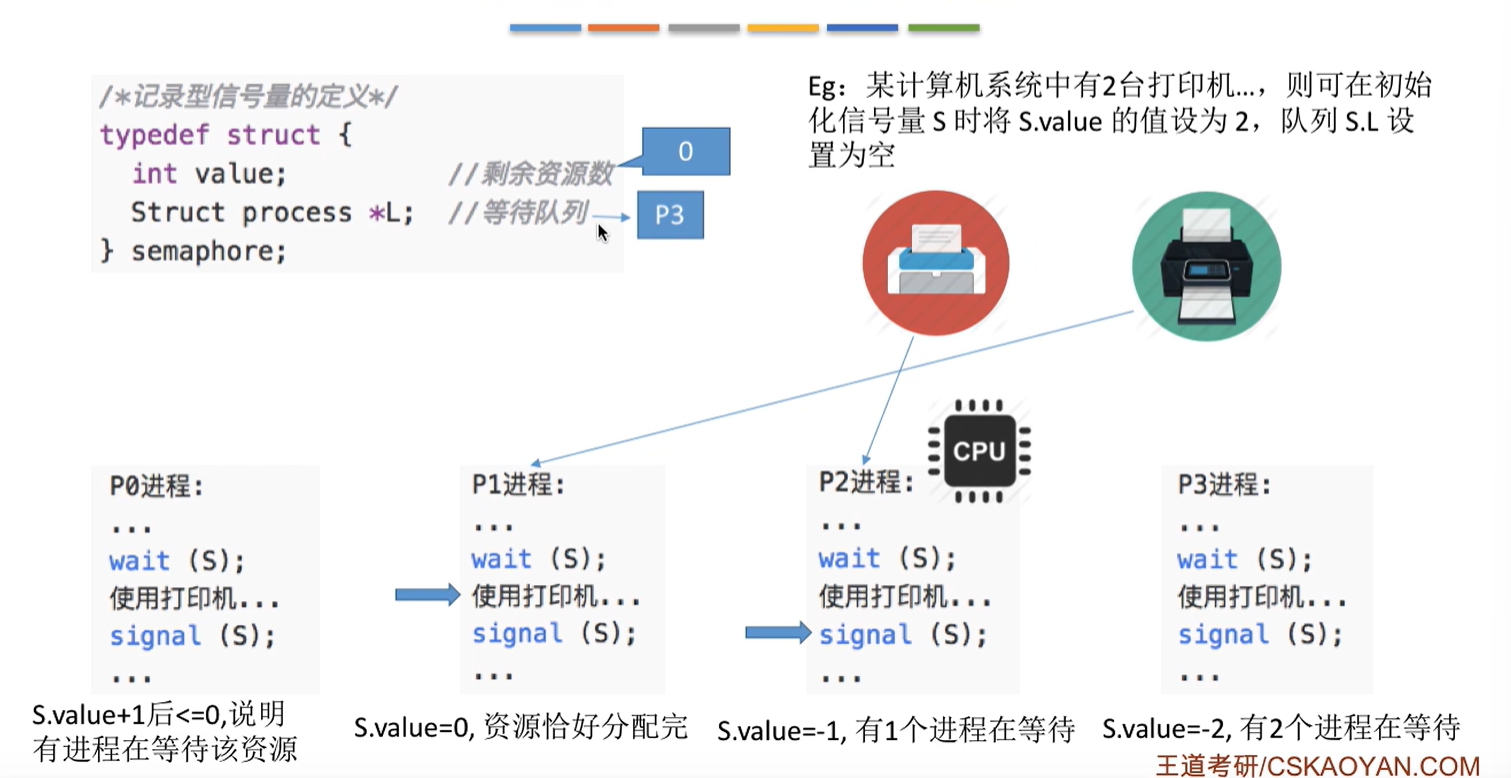 /*记录型信号量的定义*/
typedef struct {
int value; //剩余资源数
Struct process *L; //等待队列
} semaphore;
0
P3
Eg：某计算机系统中有2台打印机…，则可在初始
化信号量 S 时将 S.value 的值设为 2，队列 S.L 设
置为空
CPU
P0进程:
...
wait (S);
使用打印机...
signal (S);
...
S.value+1后<=0,说明
有进程在等待该资源
P1进程:
...
wait (S);
使用打印机...
signal (S);
...
S.value=0, 资源恰好分配完
P2进程:
...
wait (S);
使用打印机...
signal (S);
...
S.value=-1, 有1个进程在等待
P3进程:
...
wait (S);
使用打印机...
signal (S);
...
S.value=-2, 有2个进程在等待
王道考研/CSKAOYAN.COM